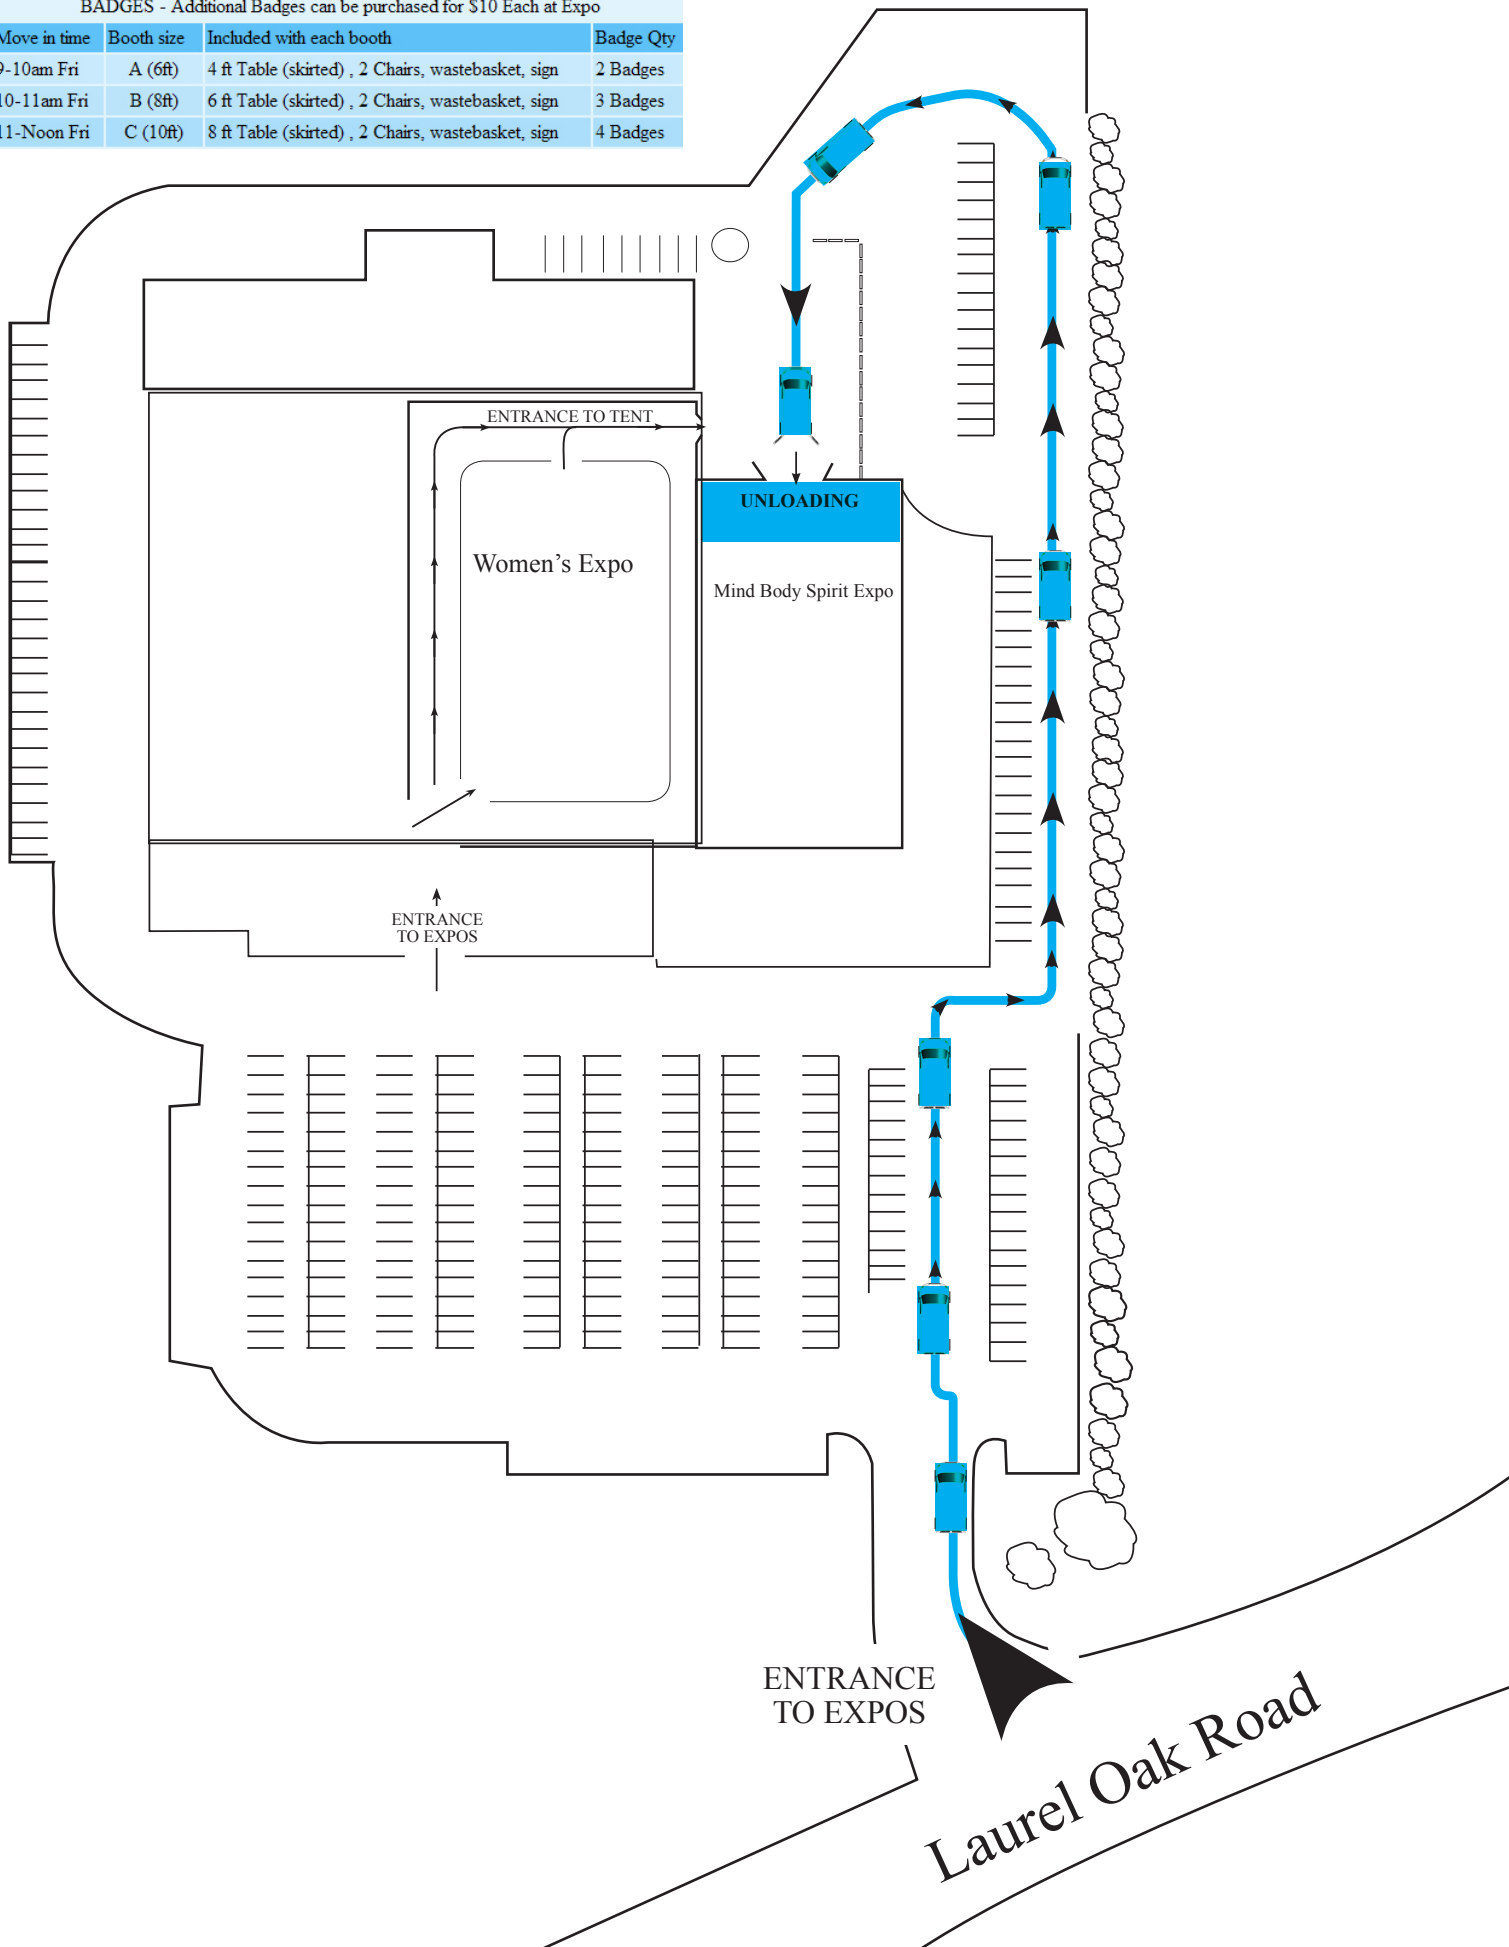 BADGES - Additional Badges can be purchased for $10 Each at Expo
Move in time Booth size Included with each booth Badge Qty
9-10am Fri A (6ft) 4 ft Table (skirted) , 2 Chairs, wastebasket, sign 2 Badges
10-11am Fri B (8ft) 6 ft Table (skirted) , 2 Chairs, wastebasket, sign 3 Badges
11-Noon Fri C (10ft) 8 ft Table (skirted) , 2 Chairs, wastebasket, sign 4 Badges
ENTRANCE TO TENT
UNLOADING
Women's Expo
Mind Body Spirit Expo
ENTRANCE
TO EXPOS
ENTRANCE
TO EXPOS
Laurel Oak Road